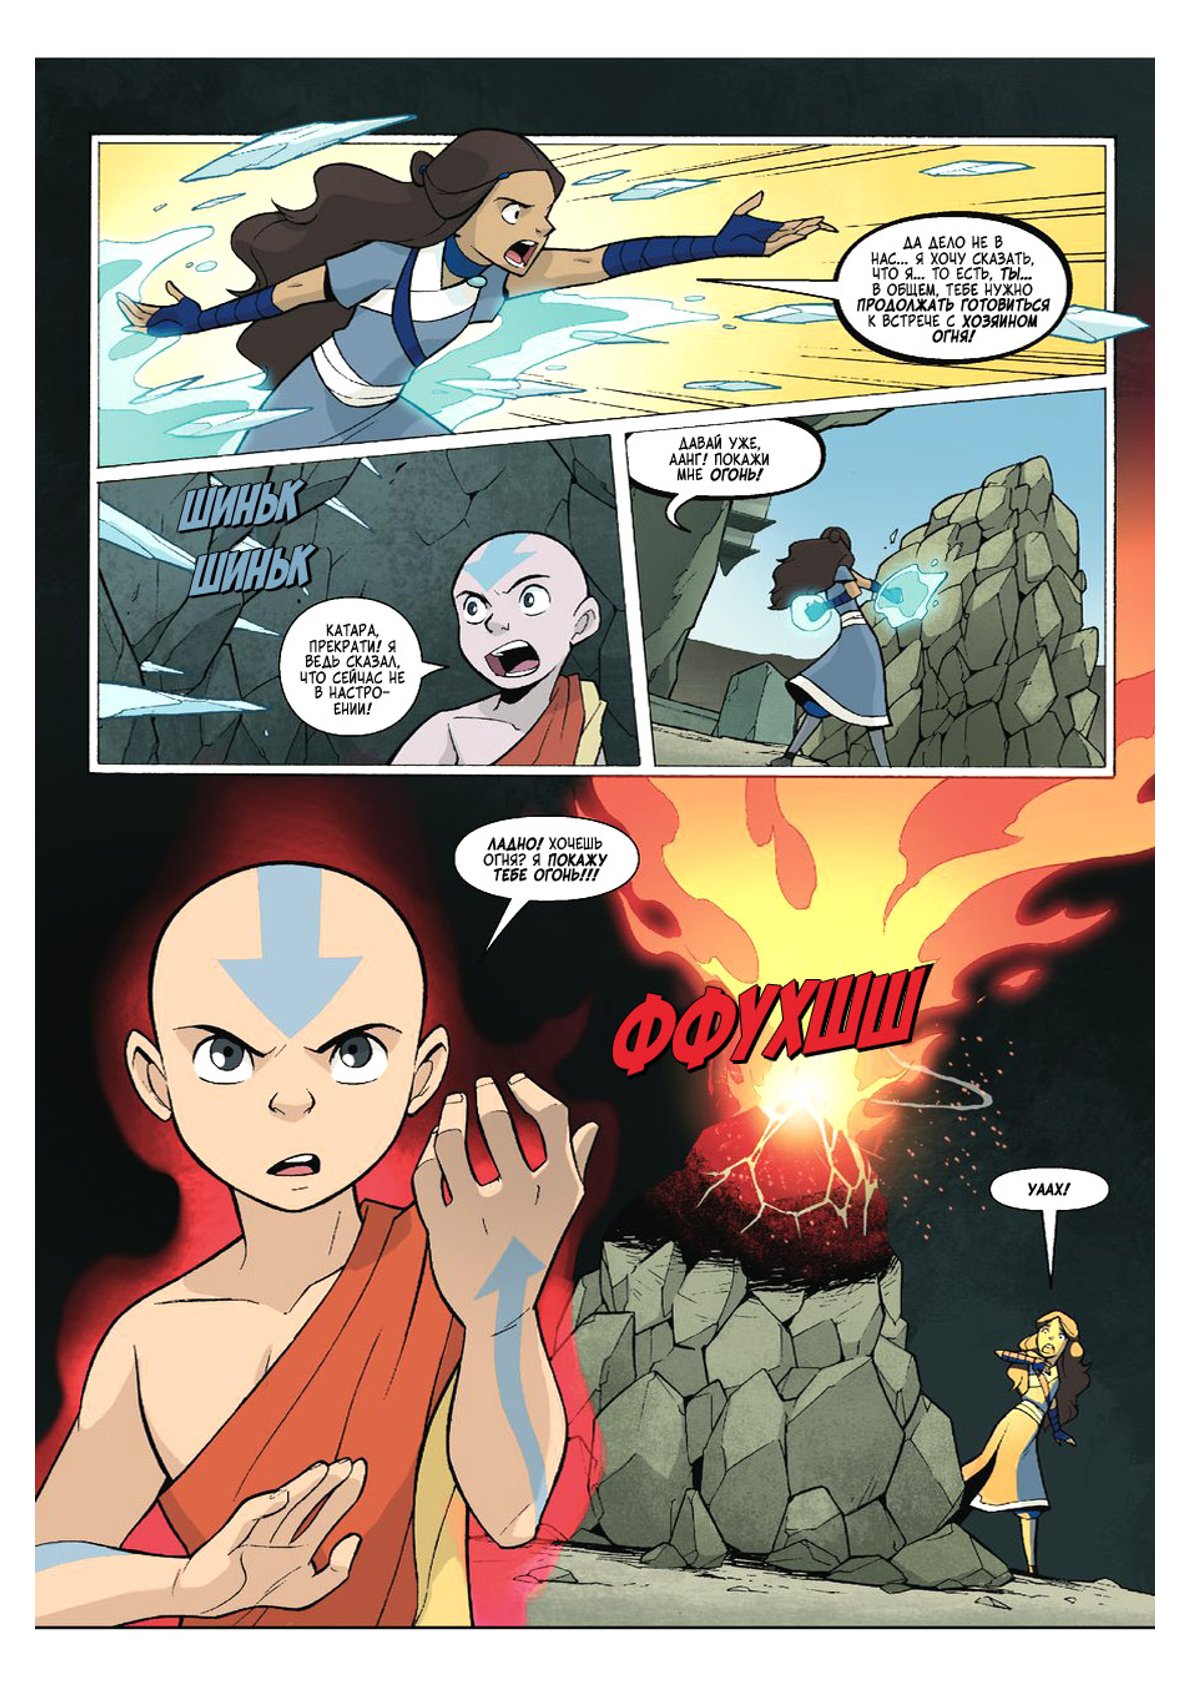 ДА ДЕЛО НЕ В
НАС... Я ХОЧУ СКАЗАТЬ,
ЧТО Я... ТО ЕСТЬ, ТЫ...
В ОБЩЕМ, ТЕБЕ НУЖНО
ПРОДОЛЖАТЬ ГОТОВИТЬСЯ
К ВСТРЕЧЕ С ХОЗЯИНОМ
ОГНЯ!
ШИНЬК
ШИНЬК
КАТАРА,
ПРЕКРАТИ! Я
ВЕДЬ СКАЗАЛ,
ЧТО СЕЙЧАС НЕ
В НАСТРО-
ЕНИИ!
ДАВАЙ УЖЕ,
ААНГ! ПОКАЖИ
МНЕ ОГОНЬ!
ЛАДНО! ХОЧЕШЬ
ОГНЯ? Я ПОКАЖУ
ТЕБЕ ОГОНЬ!!!
ФФУХШШ
УААХ!